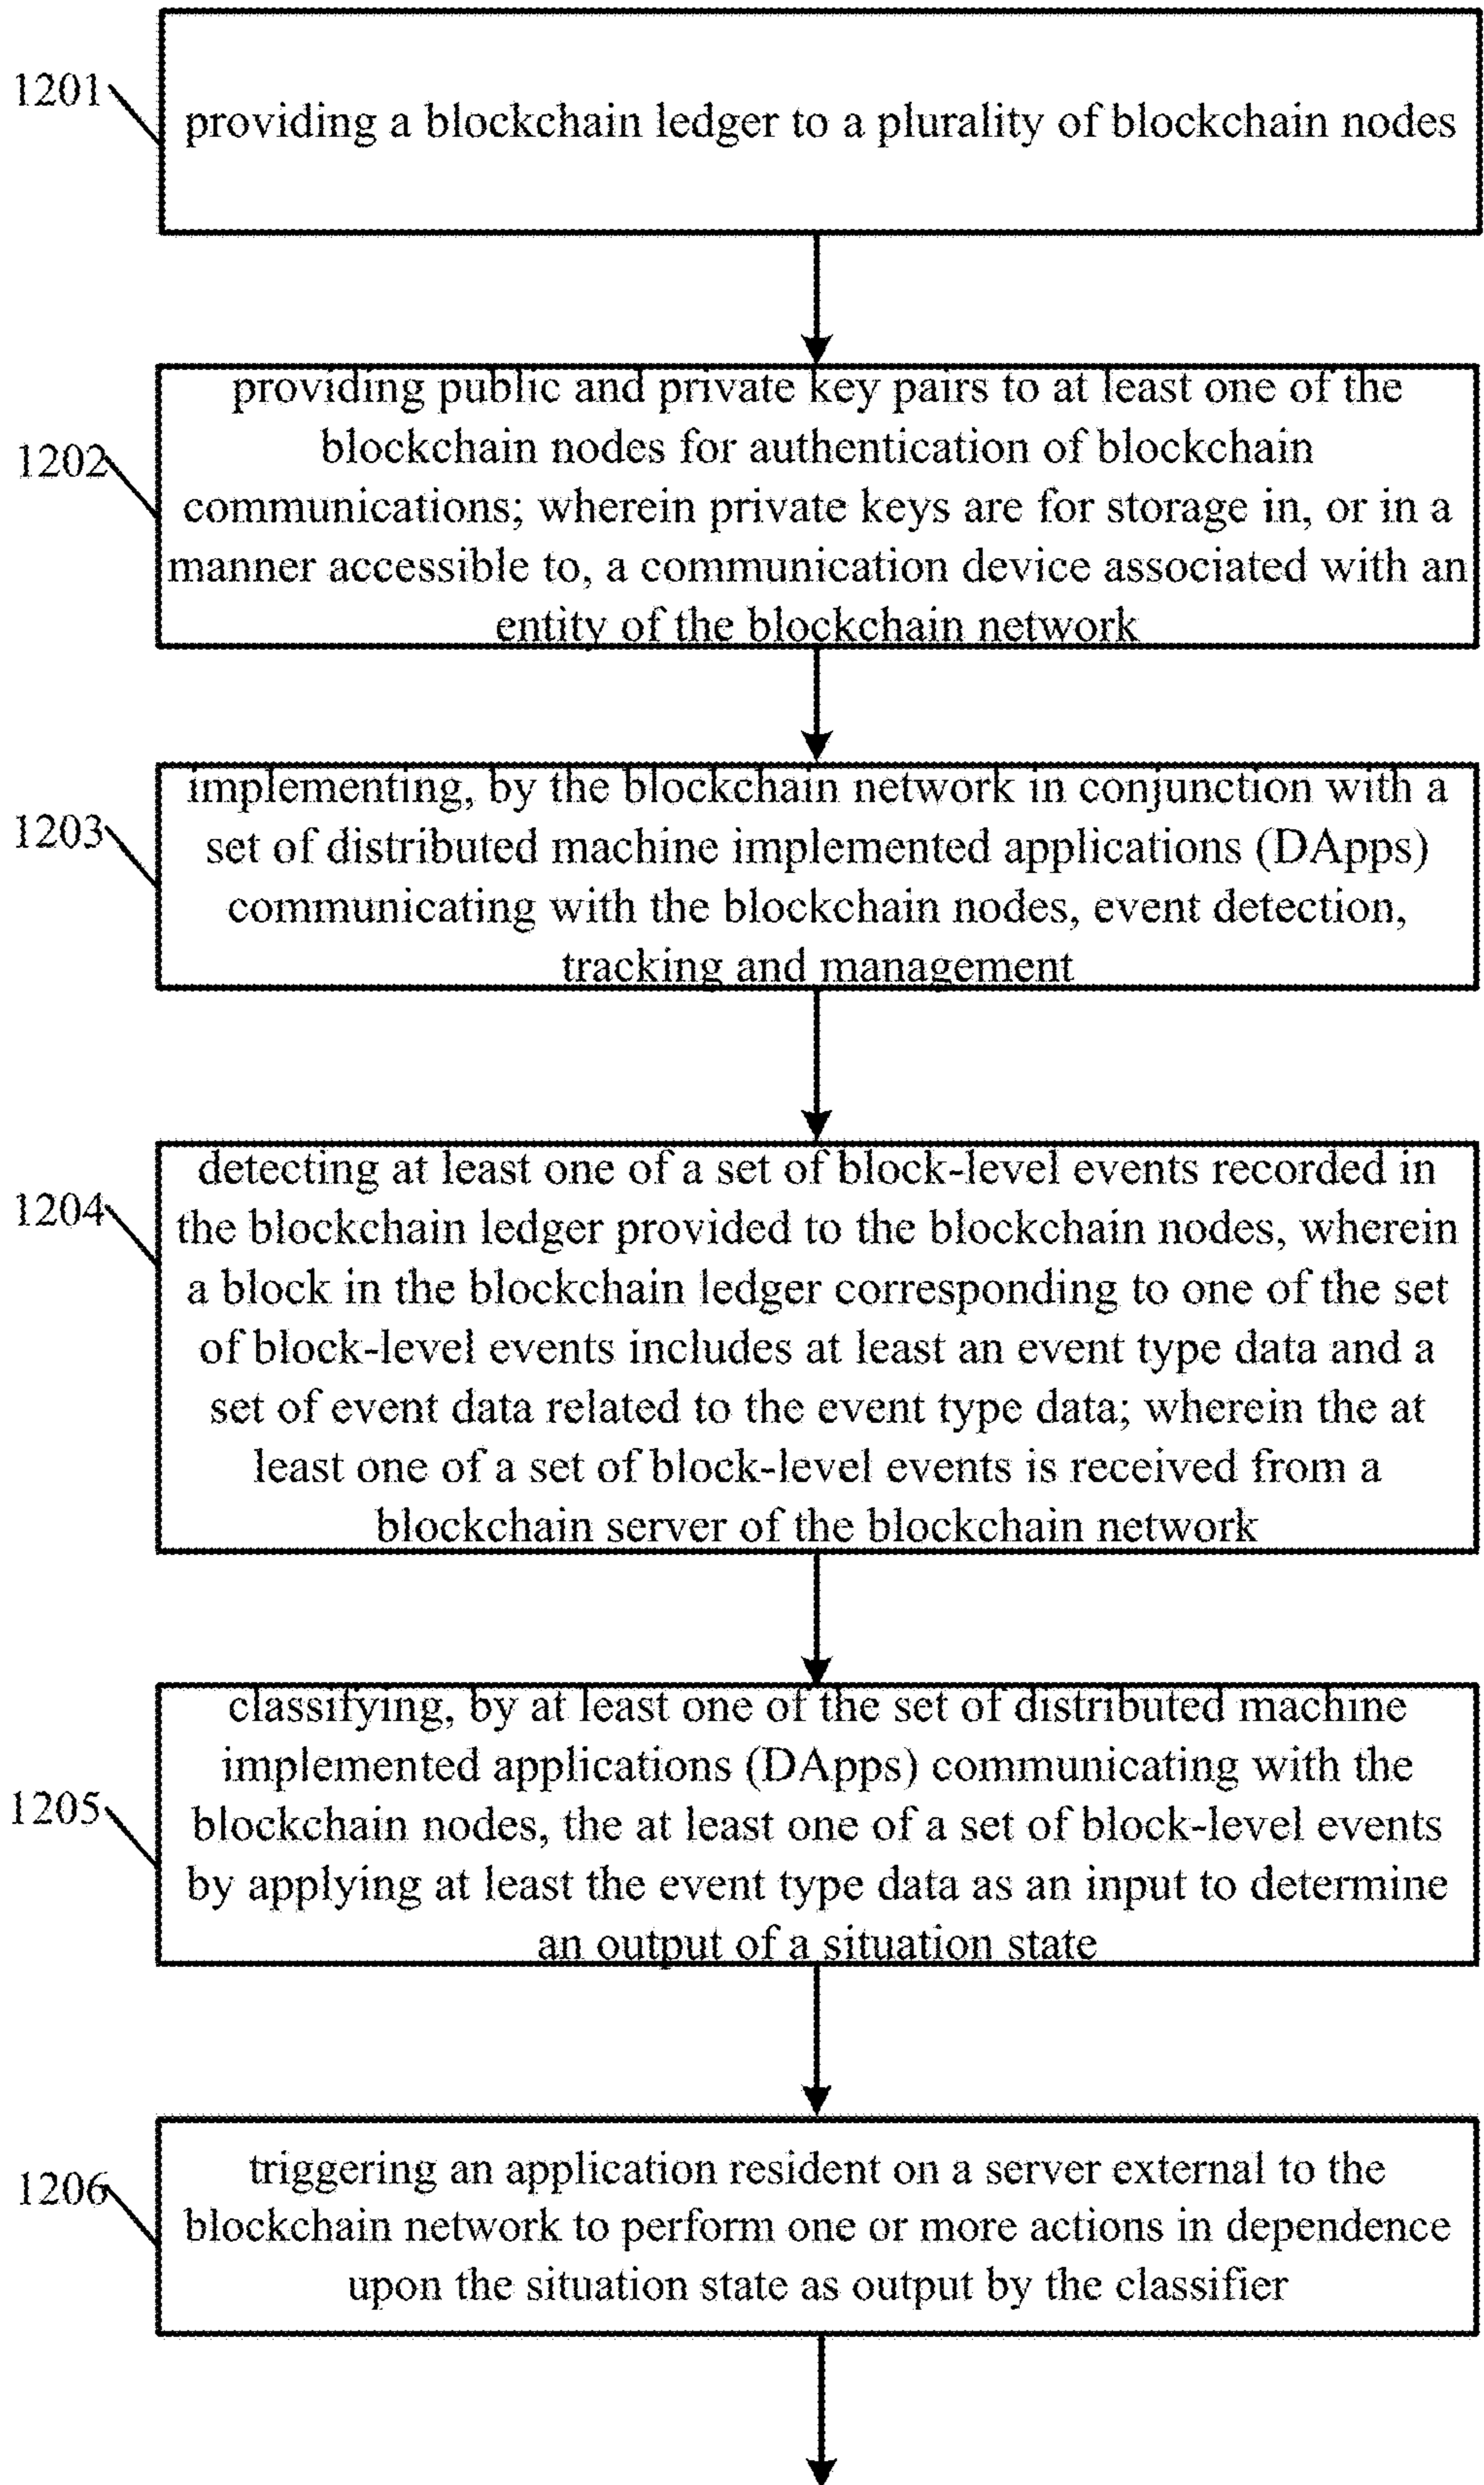 1201
providing a blockchain ledger to a plurality of blockchain nodes
1202
providing public and private key pairs to at least one of the
blockchain nodes for authentication of blockchain
communications; wherein private keys are for storage in, or in a
manner accessible to, a communication device associated with an
entity of the blockchain network
1203
implementing, by the blockchain network in conjunction with a
set of distributed machine implemented applications (DApps)
communicating with the blockchain nodes, event detection,
tracking and management
1204
detecting at least one of a set of block-level events recorded in
the blockchain ledger provided to the blockchain nodes, wherein
a block in the blockchain ledger corresponding to one of the set
of block-level events includes at least an event type data and a
set of event data related to the event type data; wherein the at
least one of a set of block-level events is received from a
blockchain server of the blockchain network
1205
classifying, by at least one of the set of distributed machine
implemented applications (DApps) communicating with the
blockchain nodes, the at least one of a set of block-level events
by applying at least the event type data as an input to determine
an output of a situation state
1206
triggering an application resident on a server external to the
blockchain network to perform one or more actions in dependence
upon the situation state as output by the classifier